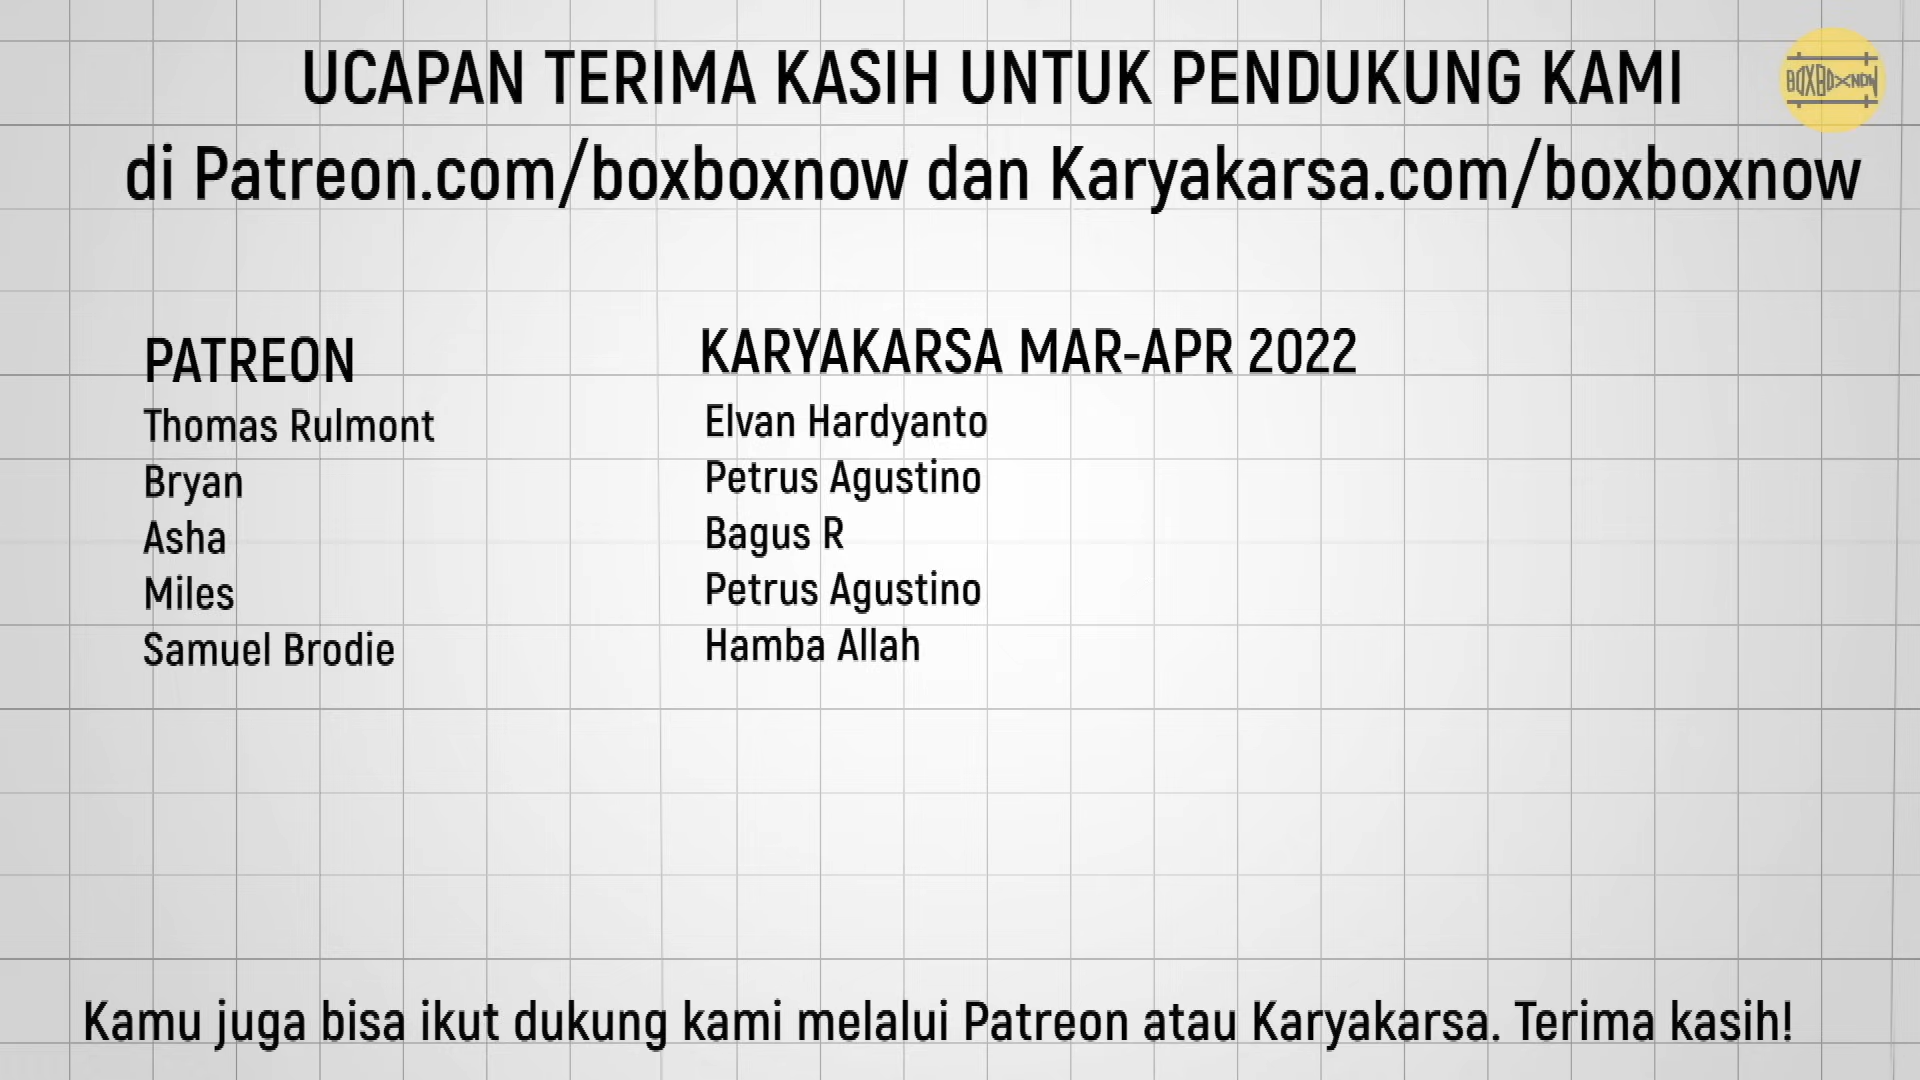 UCAPAN TERIMA KASIH UNTUK PENDUKUNG KAMI
BOXBOXNOW
di Patreon.com/boxboxnow dan Karyakarsa.com/boxboxnow
PATREON
Thomas Rulmont
Bryan
Asha
Miles
Samuel Brodie
KARYAKARSA MAR-APR 2022
Elvan Hardyanto
Petrus Agustino
Bagus R
Petrus Agustino
Hamba Allah
Kamu juga bisa ikut dukung kami melalui Patreon atau Karyakarsa. Terima kasih!